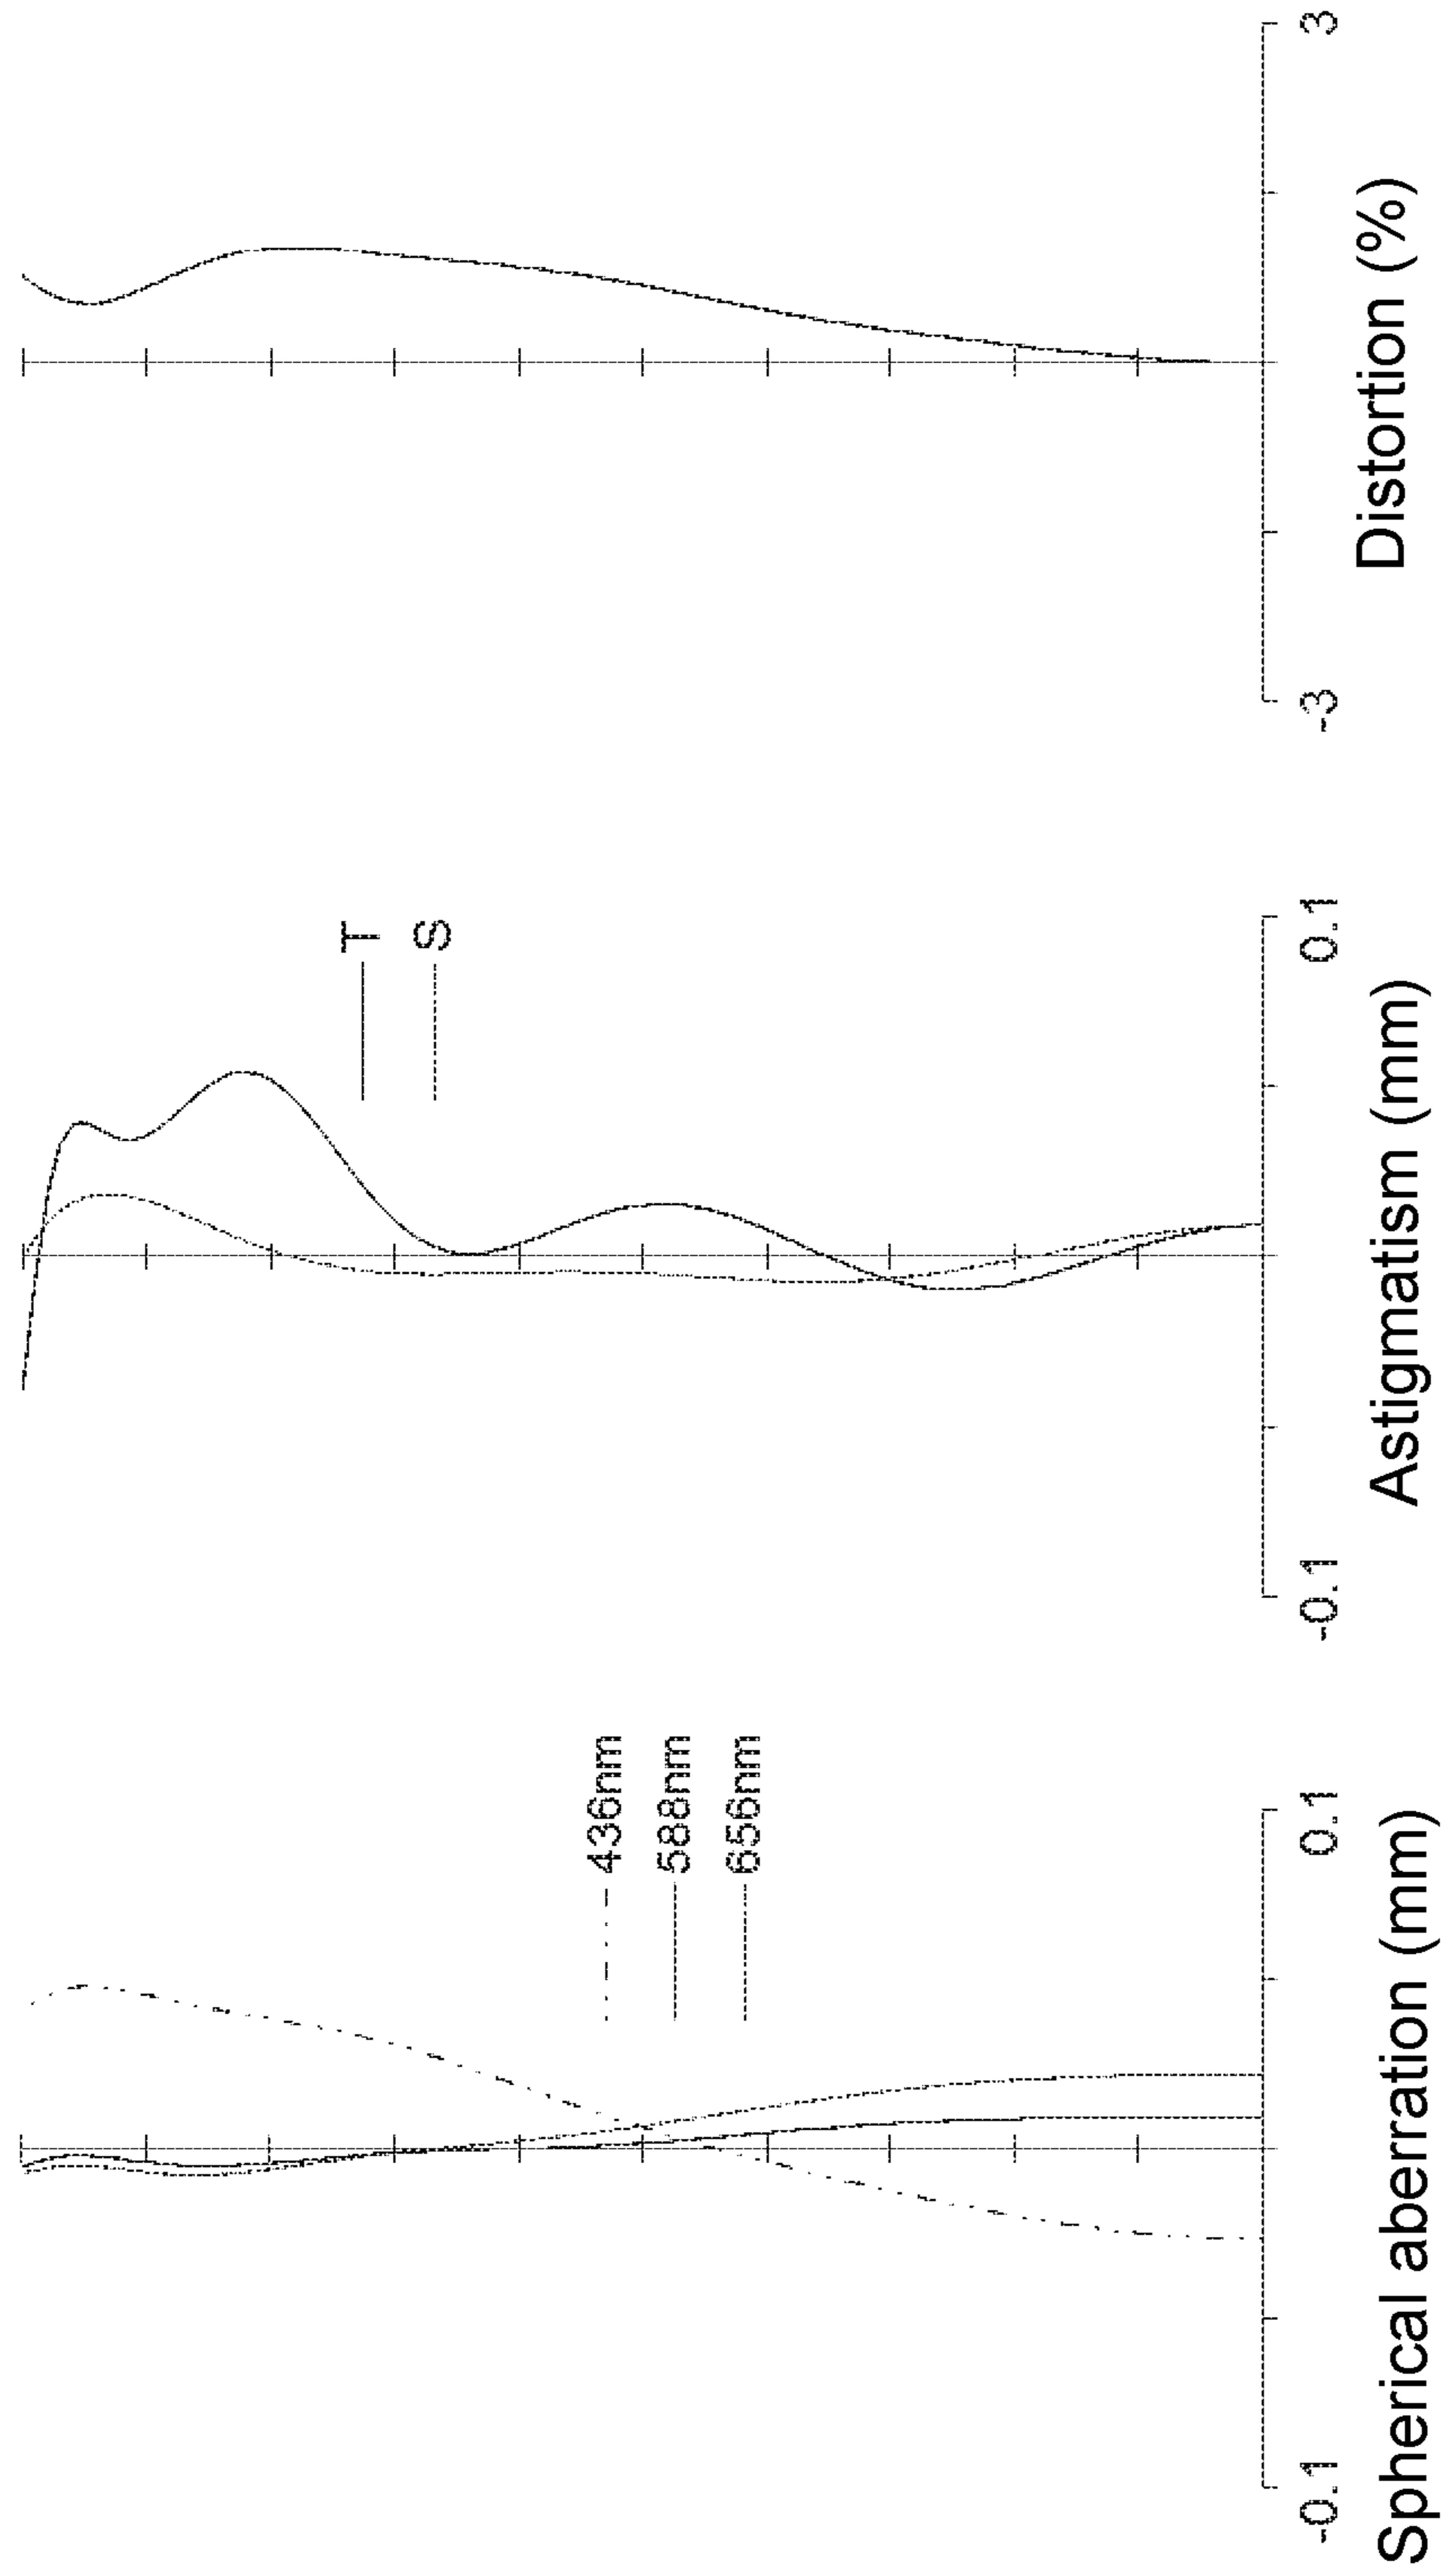 436nm
588nm
656nm
-0.1
0.1
Spherical aberration (mm)
T
S
-0.1
0.1
Astigmatism (mm)
-3
3
Distortion (%)